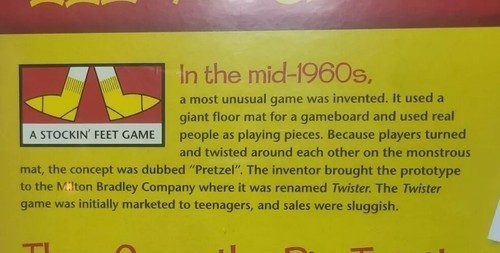 In the mid-1960s,
a most unusual game was invented. It used a
giant floor mat for a gameboard and used real
A STOCKIN' FEET GAME people as playing pieces. Because players turned
and twisted around each other on the monstrous
mat, the concept was dubbed "Pretzel". The inventor brought the prototype
to the Milton Bradley Company where it was renamed Twister. The Twister
game was initially marketed to teenagers, and sales were sluggish.